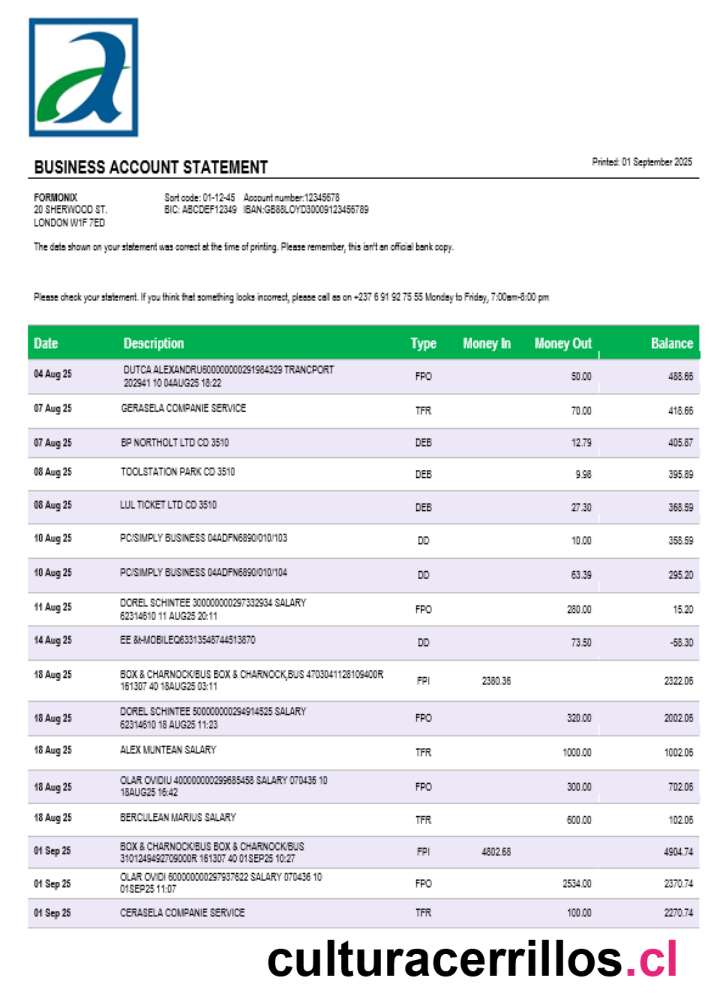 BUSINESS ACCOUNT STATEMENT
Printed: 01 September 2025
FORMONIX
20 SHERWOOD ST.
LONDON W1F 7ED
Sort code: 01-12-45 Account number:12345678
BIC: ABCDEF12349 IBAN:GB88LOYD30009123456789
The data shown on your statement was correct at the time of printing. Please remember, this isn't an official bank copy.
Please check your statement. If you think that something looks incorrect, please call as on +237 6 91 92 75 55 Monday to Friday, 7:00am-8:00 pm
Date Description Type Money In Money Out Balance
04 Aug 25 DUTCA ALEXANDRU600000000291984329 TRANCPORT FPO 50.00 488.66
202941 10 04AUG25 18:22
07 Aug 25 GERASELA COMPANIE SERVICE TFR 70.00 418.66
07 Aug 25 BP NORTHOLT LTD CD 3510 DEB 12.79 405.87
08 Aug 25 TOOLSTATION PARK CD 3510 DEB 9.98 395.89
08 Aug 25 LUL TICKET LTD CD 3510 DEB 27.30 368.59
10 Aug 25 PC/SIMPLY BUSINESS 04ADFN6890/010/103 DD 10.00 358.59
10 Aug 25 PC/SIMPLY BUSINESS 04ADFN6890/010/104 DD 63.39 295.20
11 Aug 25 DOREL SCHINTEE 300000000297332934 SALARY FPO 280.00 15.20
62314610 11 AUG25 20:11
14 Aug 25 EE &t-MOBILEQ63313548744513870 DD 73.50 -58.30
18 Aug 25 BOX & CHARNOCK/BUS BOX & CHARNOCK,BUS 4703041128109400R FPI 2380.36 2322.06
161307 40 18AUG25 03:11
18 Aug 25 DOREL SCHINTEE 500000000294914525 SALARY FPO 320.00 2002.06
62314610 18 AUG25 11:23
18 Aug 25 ALEX MUNTEAN SALARY TFR 1000.00 1002.06
18 Aug 25 OLAR OVIDIU 400000000299685458 SALARY 070436 10 FPO 300.00 702.06
18AUG25 16:42
18 Aug 25 BERCULEAN MARIUS SALARY TFR 600.00 102.06
01 Sep 25 BOX & CHARNOCK/BUS BOX & CHARNOCK/BUS FPI 4802.68 4904.74
3101249492709000R 161307 40 01SEP25 10:27
01 Sep 25 OLAR OVIDI 600000000297937622 SALARY 070436 10 FPO 2534.00 2370.74
01SEP25 11:07
01 Sep 25 CERASELA COMPANIE SERVICE TFR 100.00 2270.74
culturacerrillos.cl